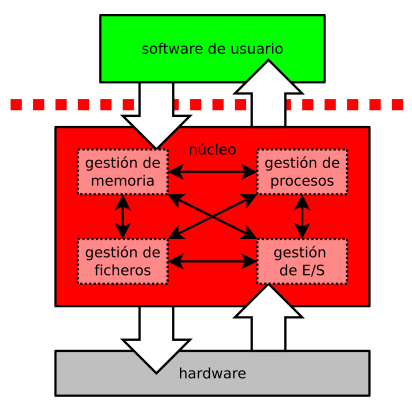 software de usuario
núcleo
gestión de
memoria
gestión de
procesos
gestión de
ficheros
gestión
de E/S
hardware